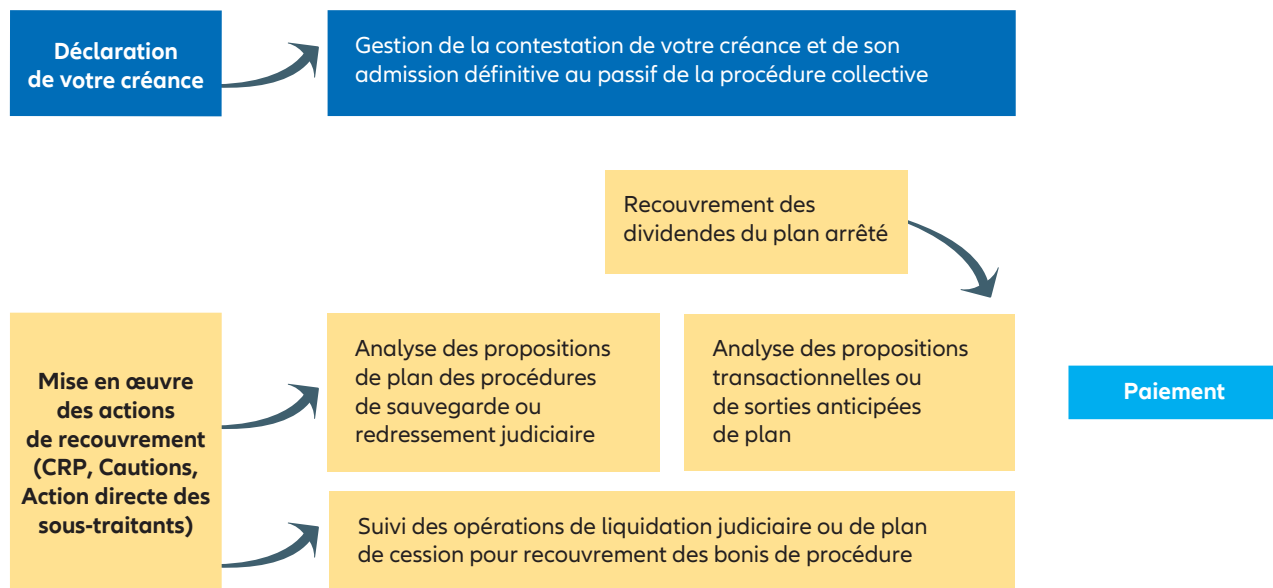 Déclaration
de votre créance
Gestion de la contestation de votre créance et de son
admission définitive au passif de la procédure collective
Recouvrement des
dividendes du plan arrêté
Mise en œuvre
des actions
de recouvrement
(CRP, Cautions,
Action directe des
sous-traitants)
Analyse des propositions
de plan des procédures
de sauvegarde ou
redressement judiciaire
Analyse des propositions
transactionnelles ou
de sorties anticipées
de plan
Paiement
Suivi des opérations de liquidation judiciaire ou de plan
de cession pour recouvrement des bonis de procédure